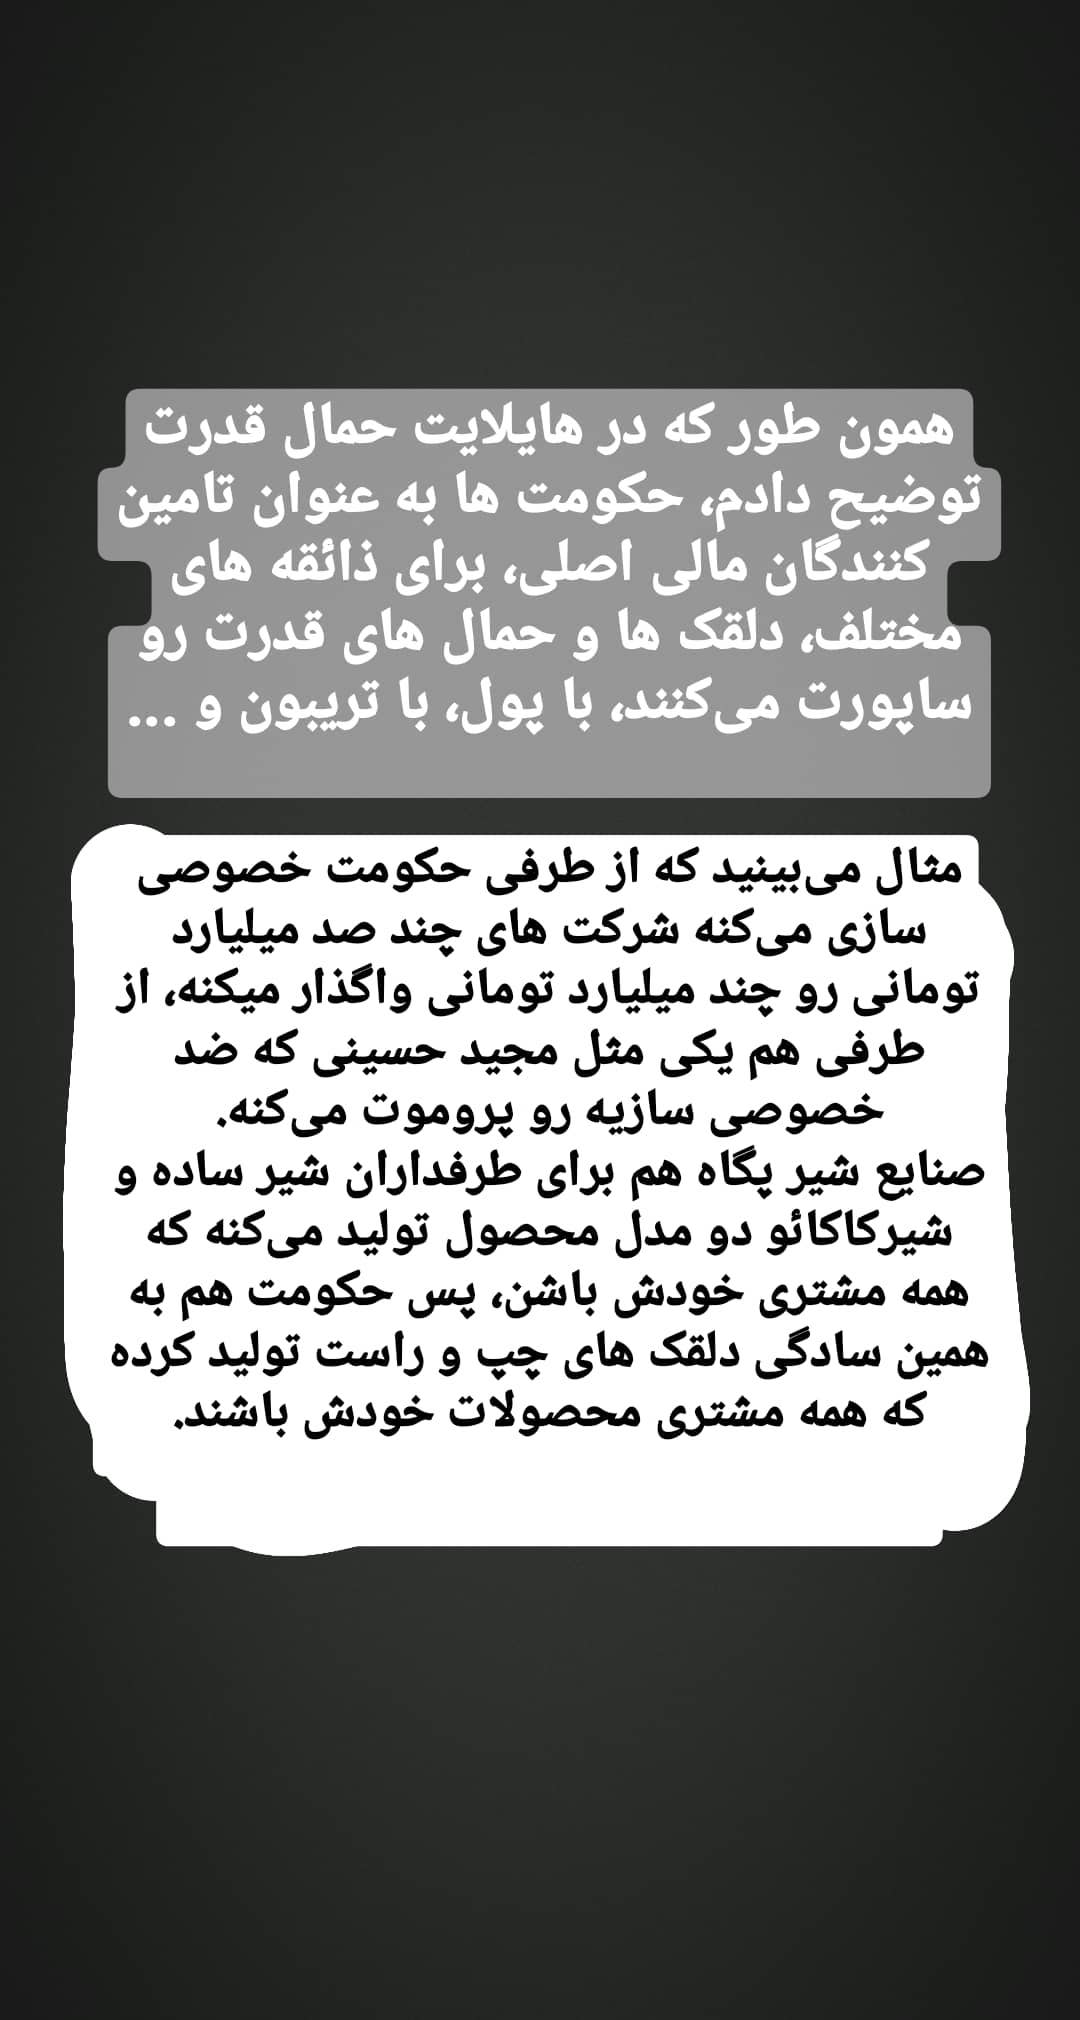 همون طور که در هایلایت حمال قدرت
توضیح دادم، حکومت ها به عنوان تامین
کنندگان مالی اصلی، برای ذائقه های
مختلف، دلقک ها و حمال های قدرت رو
ساپورت می‌کنند، با پول، با تریبون و ...
مثال می‌بینید که از طرفی حکومت خصوصی
سازی می‌کنه شرکت های چند صد میلیارد
تومانی رو چند میلیارد تومانی واگذار میکنه، از
طرفی هم یکی مثل مجید حسینی که ضد
خصوصی سازیه رو پروموت می‌کنه.
صنایع شیر پگاه هم برای طرفداران شیر ساده و
شیرکاکائو دو مدل محصول تولید می‌کنه که
همه مشتری خودش باشن، پس حکومت هم به
همین سادگی دلقک های چپ و راست تولید کرده
که همه مشتری محصولات خودش باشند.